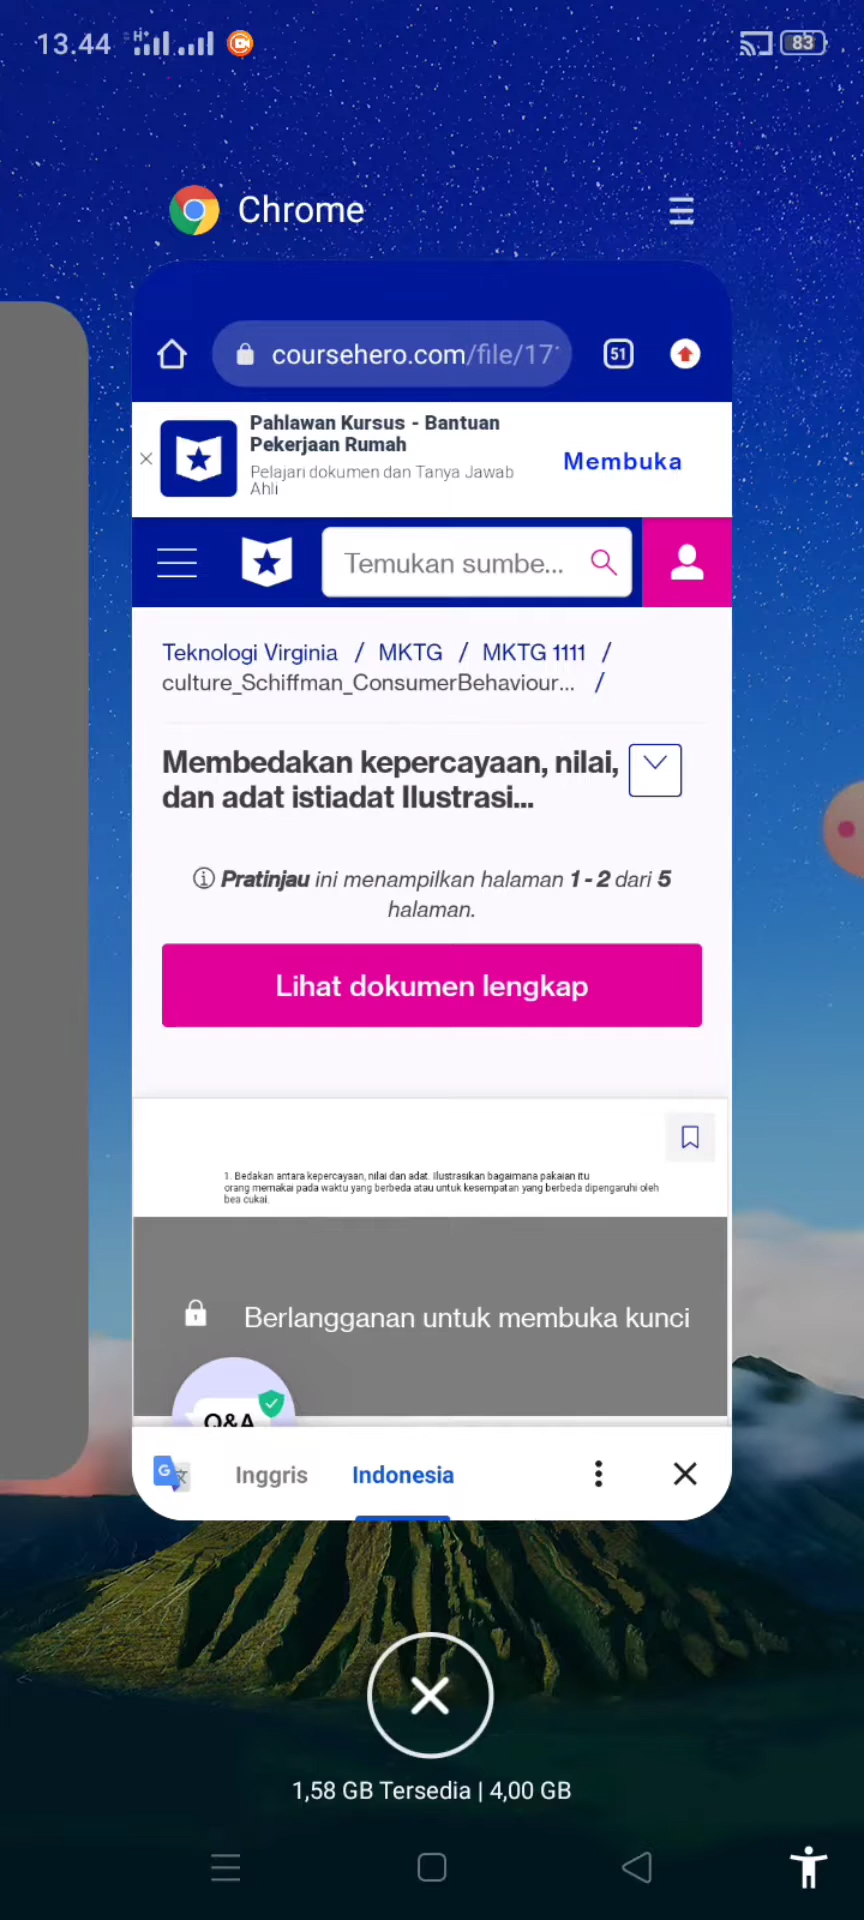 13.44
83
Chrome
coursehero.com/file/17
51
Pahlawan Kursus - Bantuan
Pekerjaan Rumah
Pelajari dokumen dan Tanya Jawab
Ahli
Membuka
Temukan sumbe...
Teknologi Virginia / MKTG / MKTG 1111 /
culture_Schiffman_ConsumerBehaviour... /
Membedakan kepercayaan, nilai,
dan adat istiadat Ilustrasi...
Pratinjau ini menampilkan halaman 1 - 2 dari 5
halaman.
Lihat dokumen lengkap
1. Bedakan antara kepercayaan, nilai dan adat. Ilustrasikan bagaimana pakaian itu
orang memakai pada waktu yang berbeda atau untuk kesempatan yang berbeda dipengaruhi oleh
bea cukai.
Berlangganan untuk membuka kunci
Q&A
Inggris Indonesia
1,58 GB Tersedia | 4,00 GB